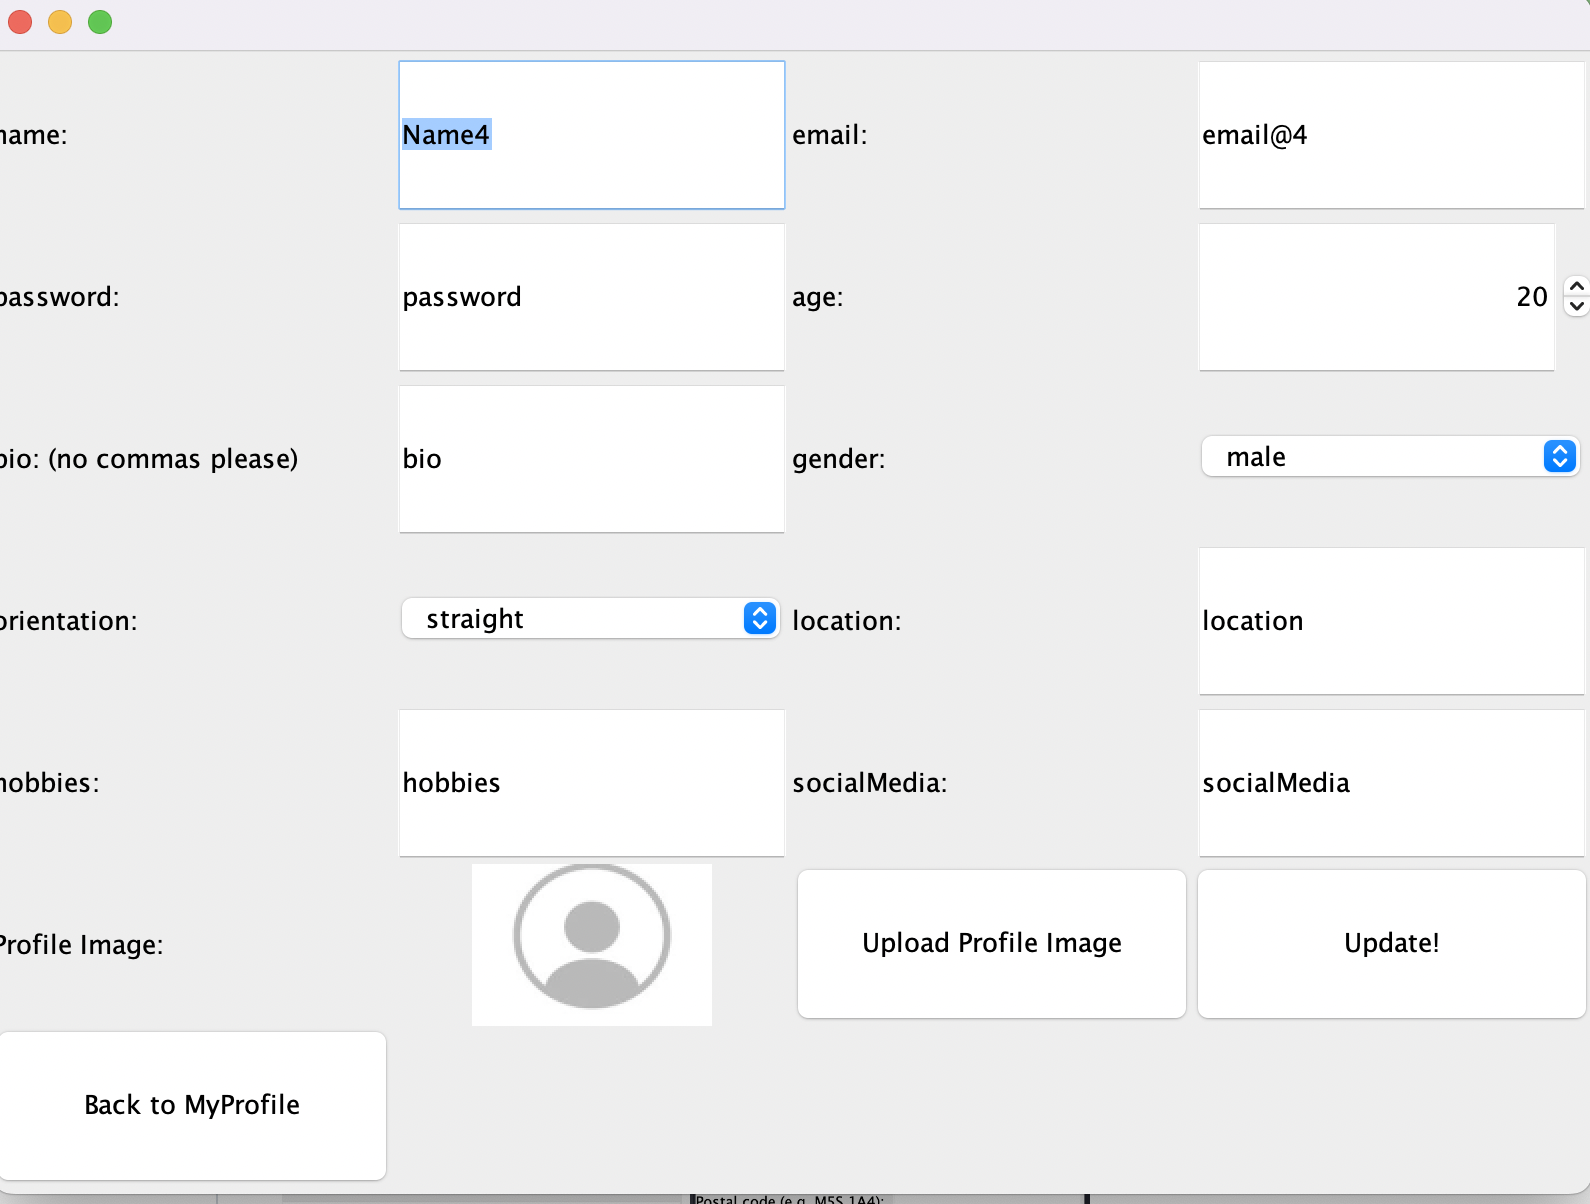 name:
Name4
email:
email@4
password:
password
age:
20
bio: (no commas please)
bio
gender:
male
orientation:
straight
location:
location
hobbies:
hobbies
socialMedia:
socialMedia
Profile Image:
Upload Profile Image
Update!
Back to MyProfile
Postal code (e.g. M5S 1A4):